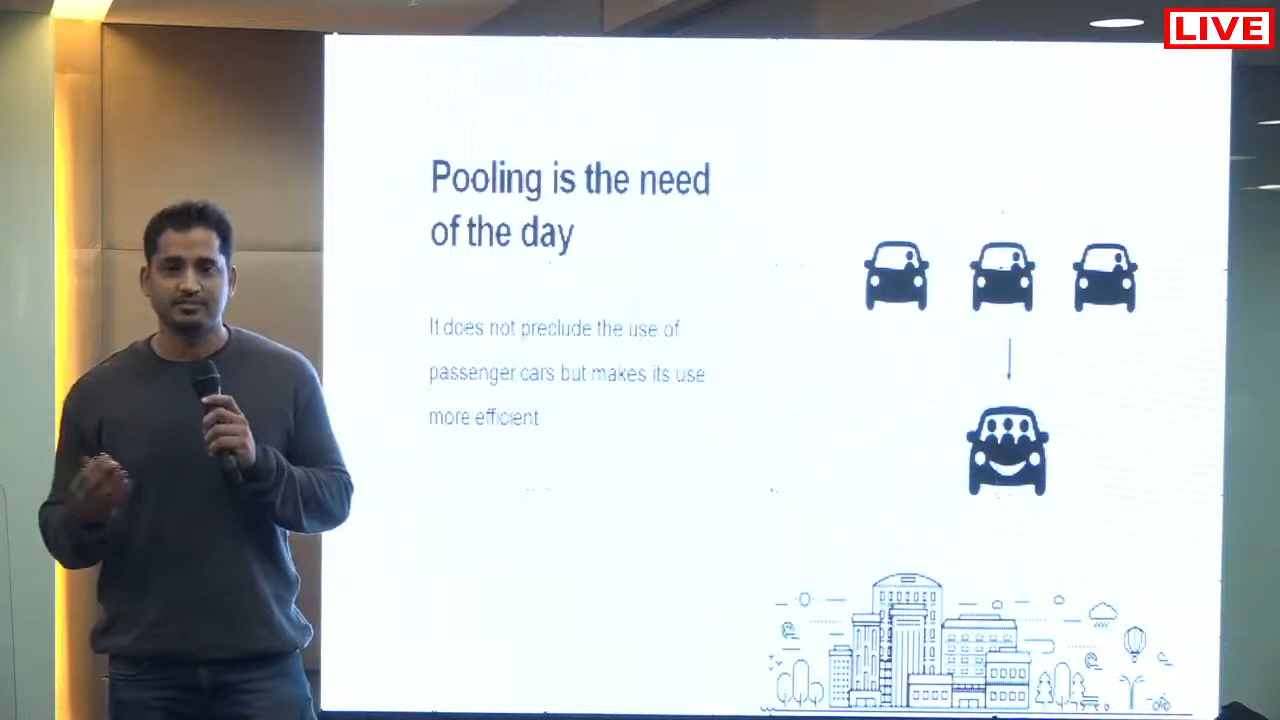 LIVE
Pooling is the need
of the day
It does not preclude the use of
passenger cars but makes its use
more efficient